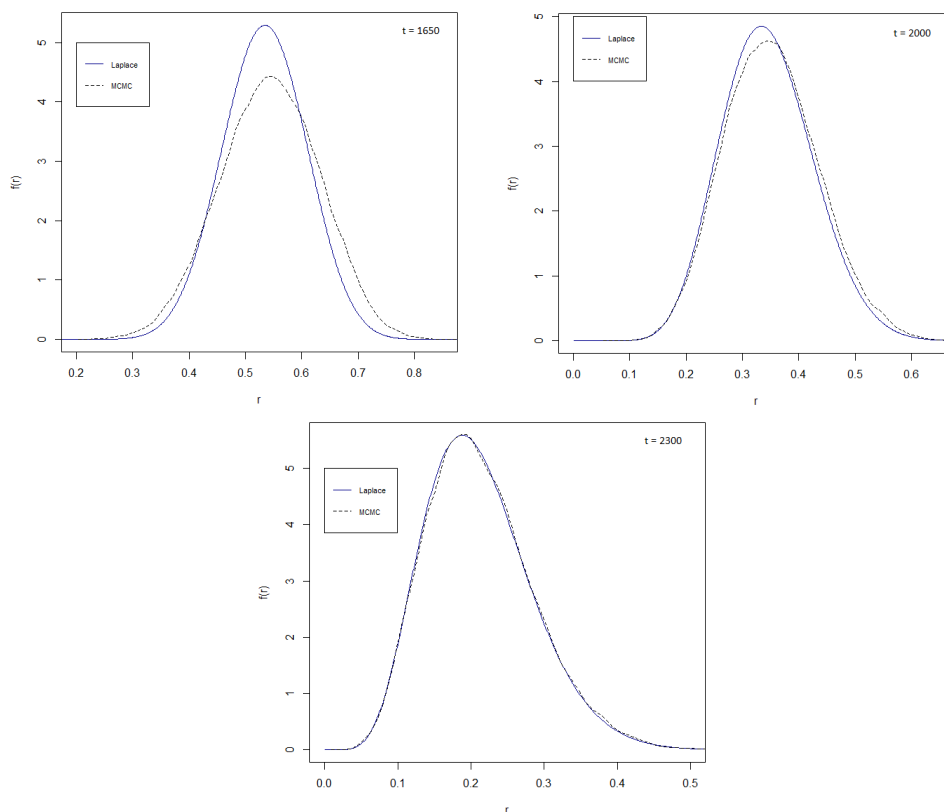 t = 1650
Laplace
MCMC
f(r)
5
4
3
2
1
0
0.2 0.3 0.4 0.5 0.6 0.7 0.8
r
t = 2000
Laplace
MCMC
f(r)
5
4
3
2
1
0
0.0 0.1 0.2 0.3 0.4 0.5 0.6
r
t = 2300
Laplace
MCMC
f(r)
5
4
3
2
1
0
0.0 0.1 0.2 0.3 0.4 0.5
r